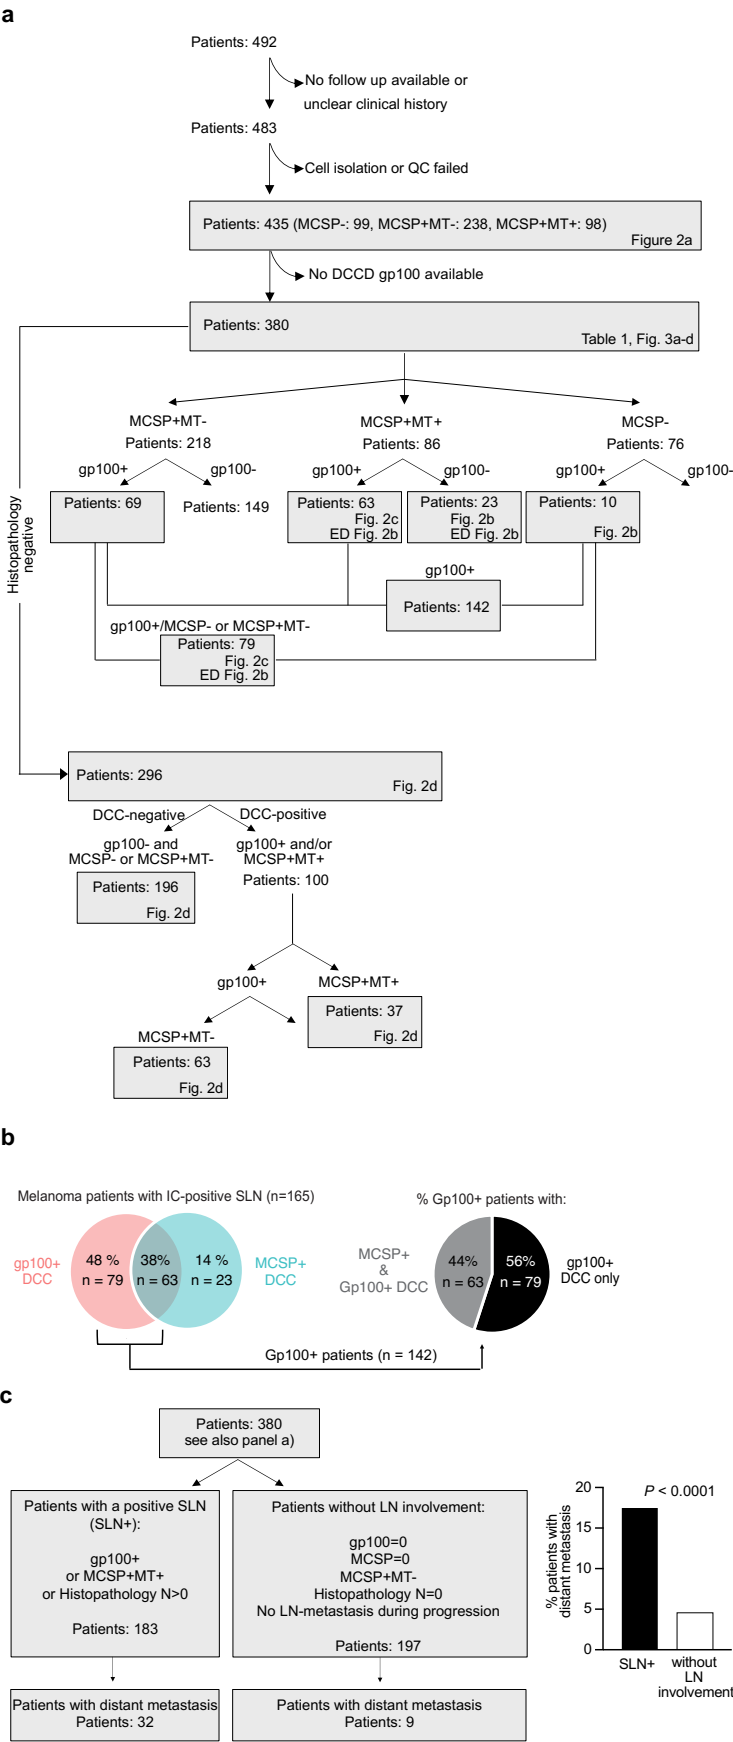 a
Patients: 492
No follow up available or
unclear clinical history
Patients: 483
Cell isolation or QC failed
Patients: 435 (MCSP-: 99, MCSP+MT-: 238, MCSP+MT+: 98)
Figure 2a
No DCCD gp100 available
Patients: 380
Table 1, Fig. 3a-d
MCSP+MT-
Patients: 218
MCSP+MT+
Patients: 86
MCSP-
Patients: 76
gp100+
gp100-
gp100+
gp100-
gp100+
gp100-
Patients: 69
Patients: 149
Patients: 63
Fig. 2c
ED Fig. 2b
Patients: 23
Fig. 2b
ED Fig. 2b
Patients: 10
Fig. 2b
Histopathology
negative
gp100+
Patients: 142
gp100+/MCSP- or MCSP+MT-
Patients: 79
Fig. 2c
ED Fig. 2b
Patients: 296
Fig. 2d
DCC-negative
DCC-positive
gp100- and
MCSP- or MCSP+MT-
gp100+ and/or
MCSP+MT+
Patients: 100
Patients: 196
Fig. 2d
gp100+
MCSP+MT+
Patients: 37
Fig. 2d
MCSP+MT-
Patients: 63
Fig. 2d
b
Melanoma patients with IC-positive SLN (n=165)
gp100+
DCC
48 %
n = 79
38%
n = 63
14 %
n = 23
MCSP+
DCC
% Gp100+ patients with:
MCSP+
&
Gp100+ DCC
44%
n = 63
56%
n = 79
gp100+
DCC only
Gp100+ patients (n = 142)
c
Patients: 380
see also panel a)
Patients with a positive SLN
(SLN+):
gp100+
or MCSP+MT+
or Histopathology N>0
Patients: 183
Patients without LN involvement:
gp100=0
MCSP=0
MCSP+MT-
Histopathology N=0
No LN-metastasis during progression
Patients: 197
Patients with distant metastasis
Patients: 32
Patients with distant metastasis
Patients: 9
% patients with
distant metastasis
20
15
10
5
0
P < 0.0001
SLN+
without
LN
involvement